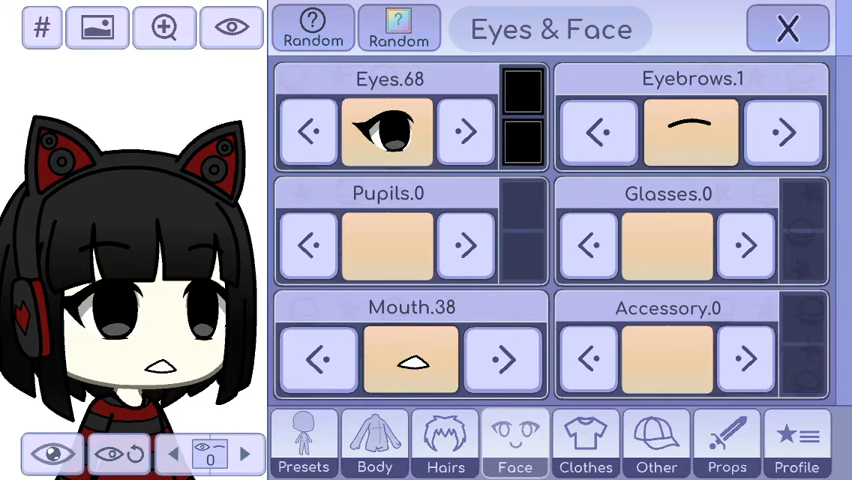 #
?
Random
?
Random
Eyes & Face
X
Eyes.68
Eyebrows.1
Pupils.0
Glasses.0
Mouth.38
Accessory.0
0
Presets
Body
Hairs
Face
Clothes
Other
Props
Profile